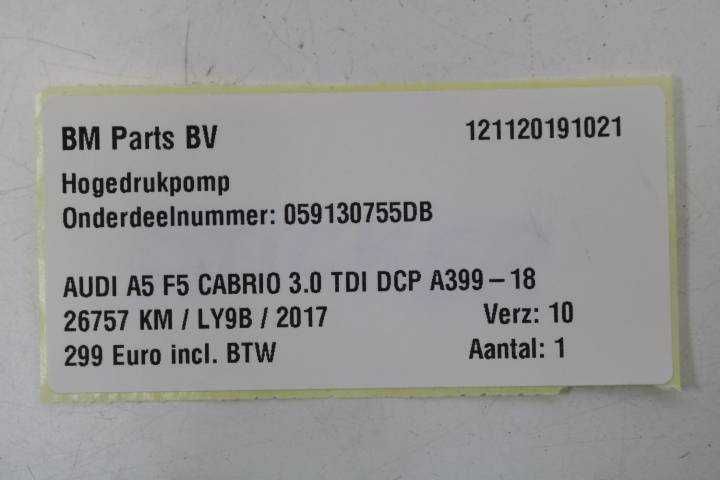 BM Parts BV 121120191021
Hogedrukpomp
Onderdeelnummer: 059130755DB
AUDI A5 F5 CABRIO 3.0 TDI DCP A399-18
26757 KM / LY9B / 2017 Verz: 10
299 Euro incl. BTW Aantal: 1